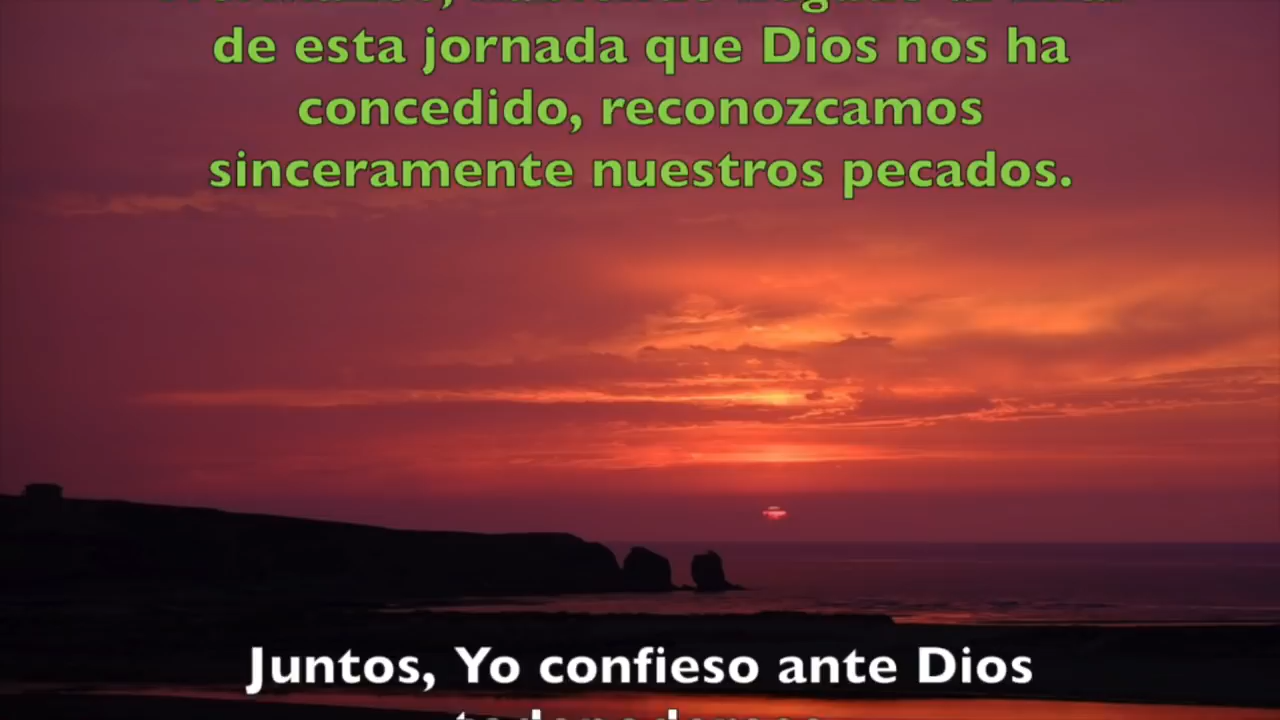 de esta jornada que Dios nos ha
concedido, reconozcamos
sinceramente nuestros pecados.
Juntos, Yo confieso ante Dios